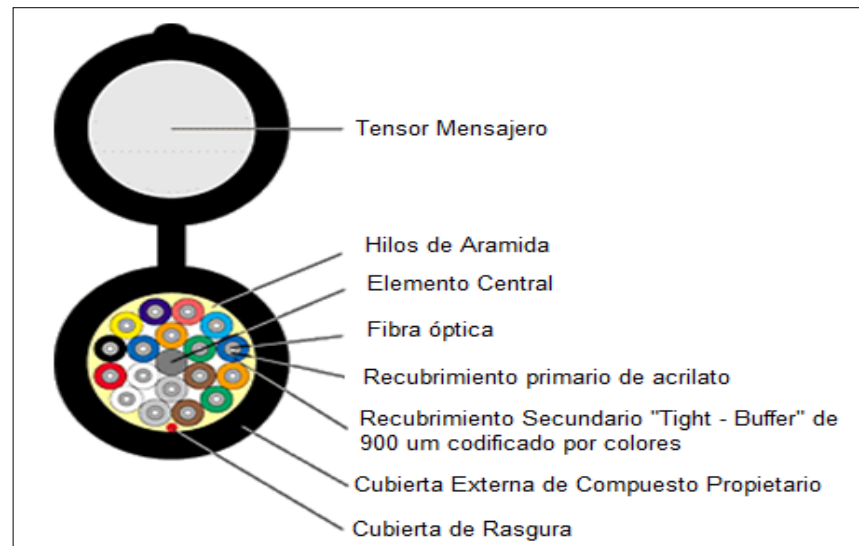 Tensor Mensajero
Hilos de Aramida
Elemento Central
Fibra óptica
Recubrimiento primario de acrilato
Recubrimiento Secundario "Tight - Buffer" de
900 um codificado por colores
Cubierta Externa de Compuesto Propietario
Cubierta de Rasgura